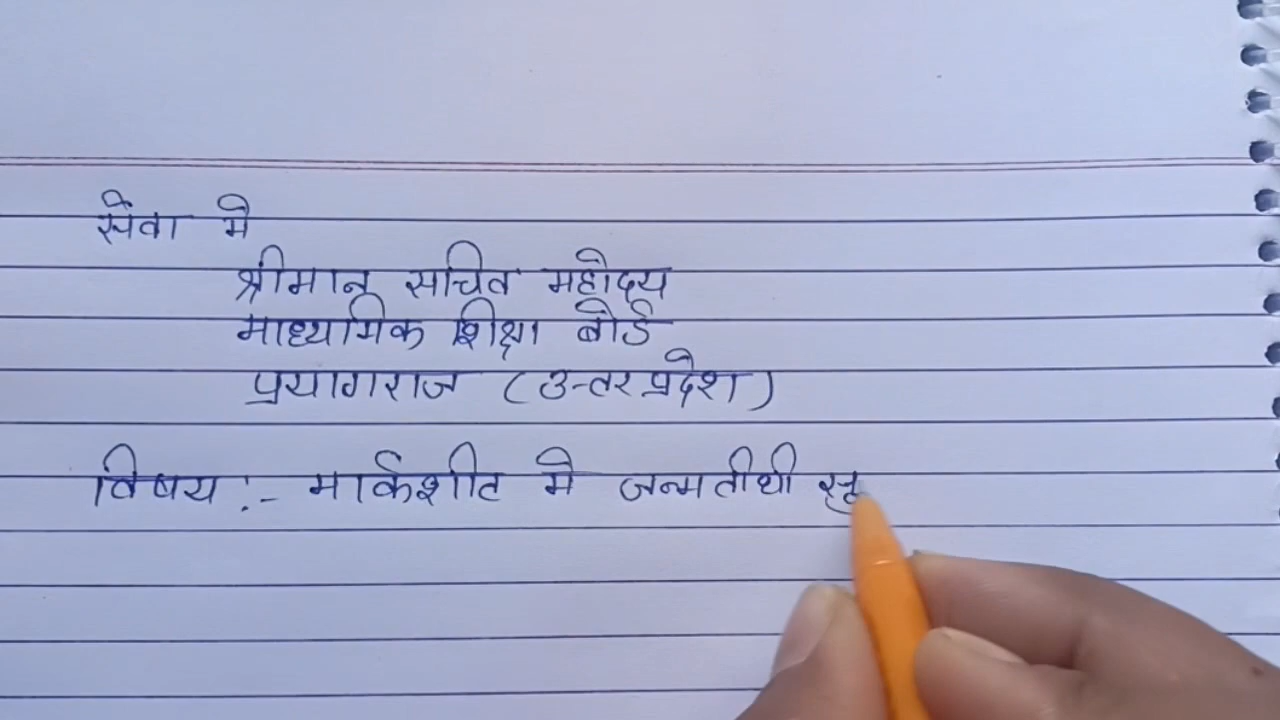 सेवा मे
श्रीमान सचिव महोदय
माध्यमिक शिक्षा बोर्ड
प्रयागराज (उत्तर प्रदेश)
विषय :- मार्कशीट मे जन्मतीथी